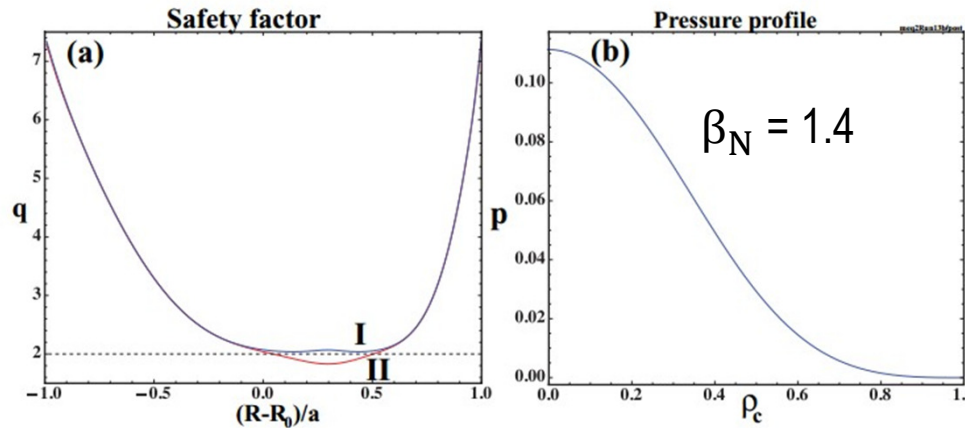 Safety factor
(a)
7
6
5
q
4
3
I
2
II
−1.0 −0.5 0.0 0.5 1.0
(R-R₀)/a
Pressure profile
(b)
0.10
0.08
βN = 1.4
0.06
p
0.04
0.02
0.00
0.0 0.2 0.4 0.6 0.8 1.0
ρc